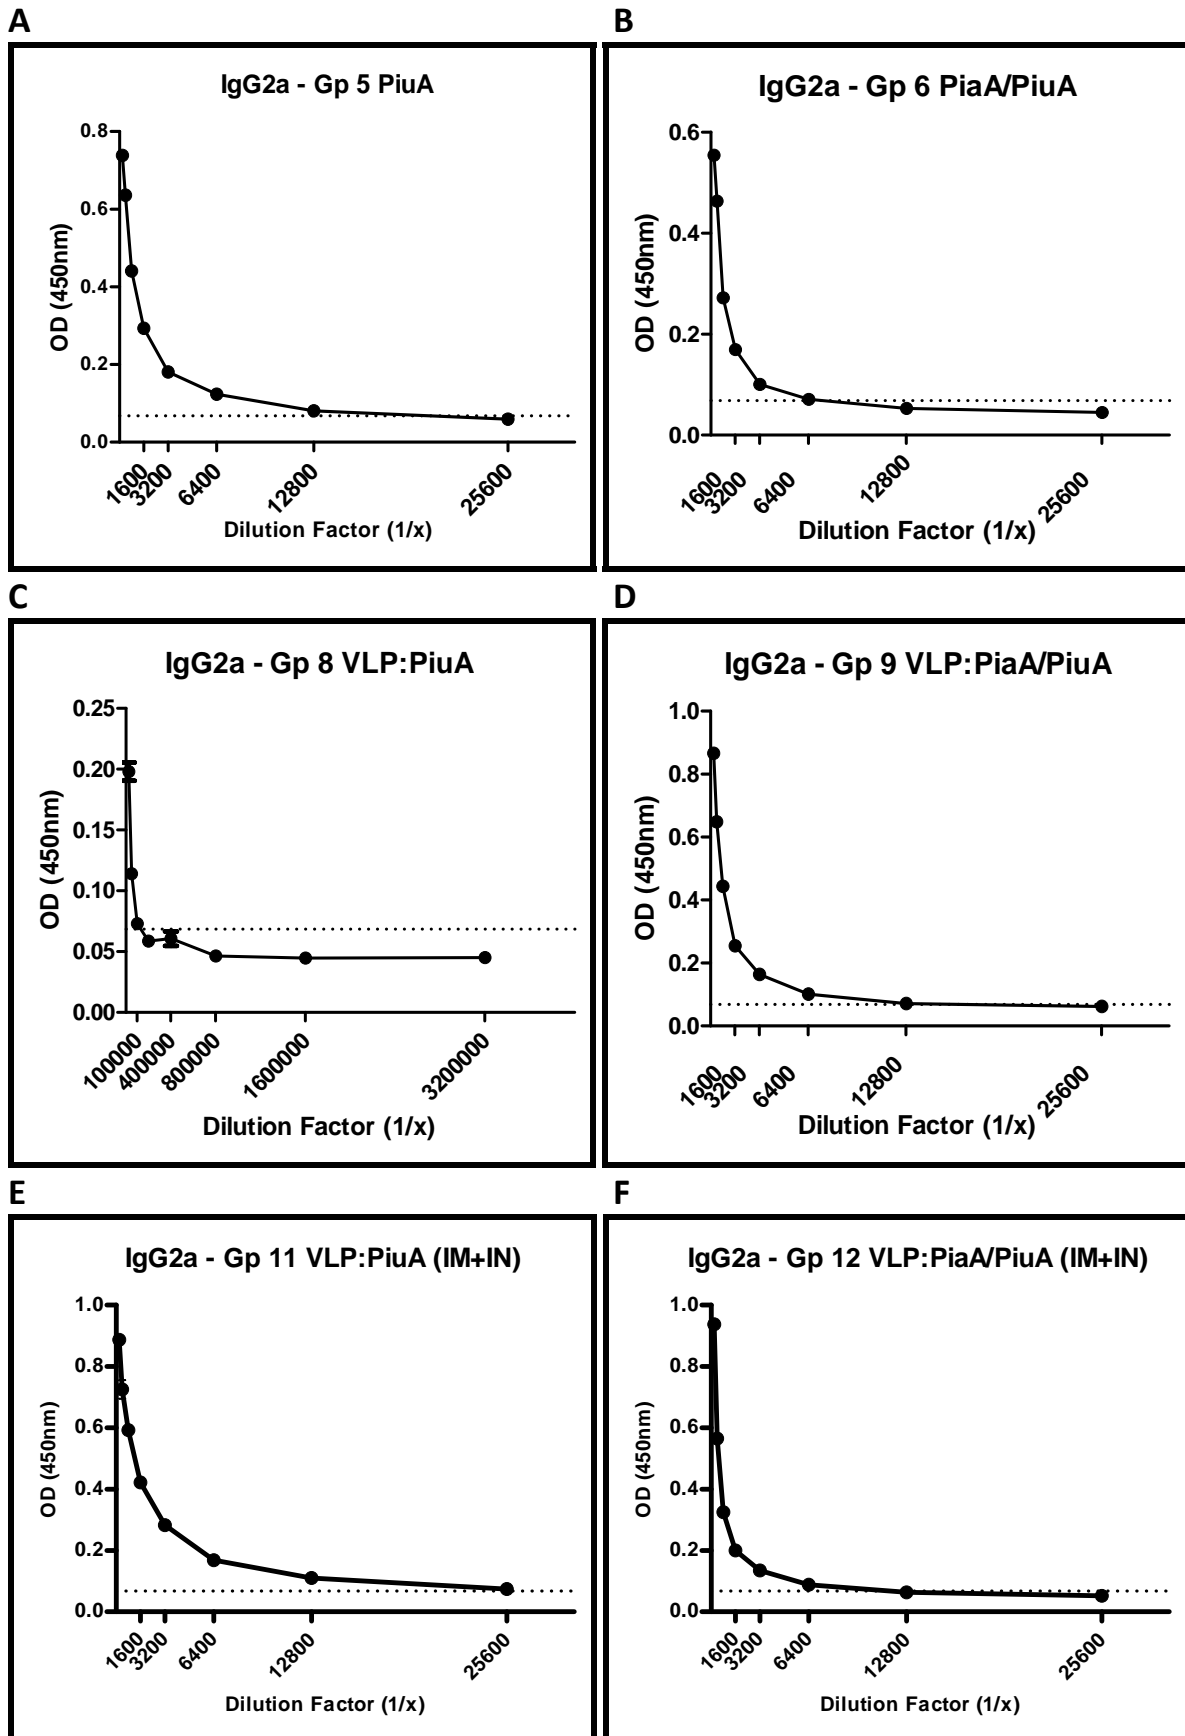 A
IgG2a - Gp 5 PiuA
0.8
0.6
0.4
0.2
0.0
OD (450nm)
1600
3200
6400
12800
25600
Dilution Factor (1/x)
B
IgG2a - Gp 6 PiaA/PiuA
0.6
0.4
0.2
0.0
OD (450nm)
1600
3200
6400
12800
25600
Dilution Factor (1/x)
C
IgG2a - Gp 8 VLP:PiuA
0.25
0.20
0.15
0.10
0.05
0.00
OD (450nm)
100000
400000
800000
1600000
3200000
Dilution Factor (1/x)
D
IgG2a - Gp 9 VLP:PiaA/PiuA
1.0
0.8
0.6
0.4
0.2
0.0
OD (450nm)
1600
3200
6400
12800
25600
Dilution Factor (1/x)
E
IgG2a - Gp 11 VLP:PiuA (IM+IN)
1.0
0.8
0.6
0.4
0.2
0.0
OD (450nm)
1600
3200
6400
12800
25600
Dilution Factor (1/x)
F
IgG2a - Gp 12 VLP:PiaA/PiuA (IM+IN)
1.0
0.8
0.6
0.4
0.2
0.0
OD (450nm)
1600
3200
6400
12800
25600
Dilution Factor (1/x)